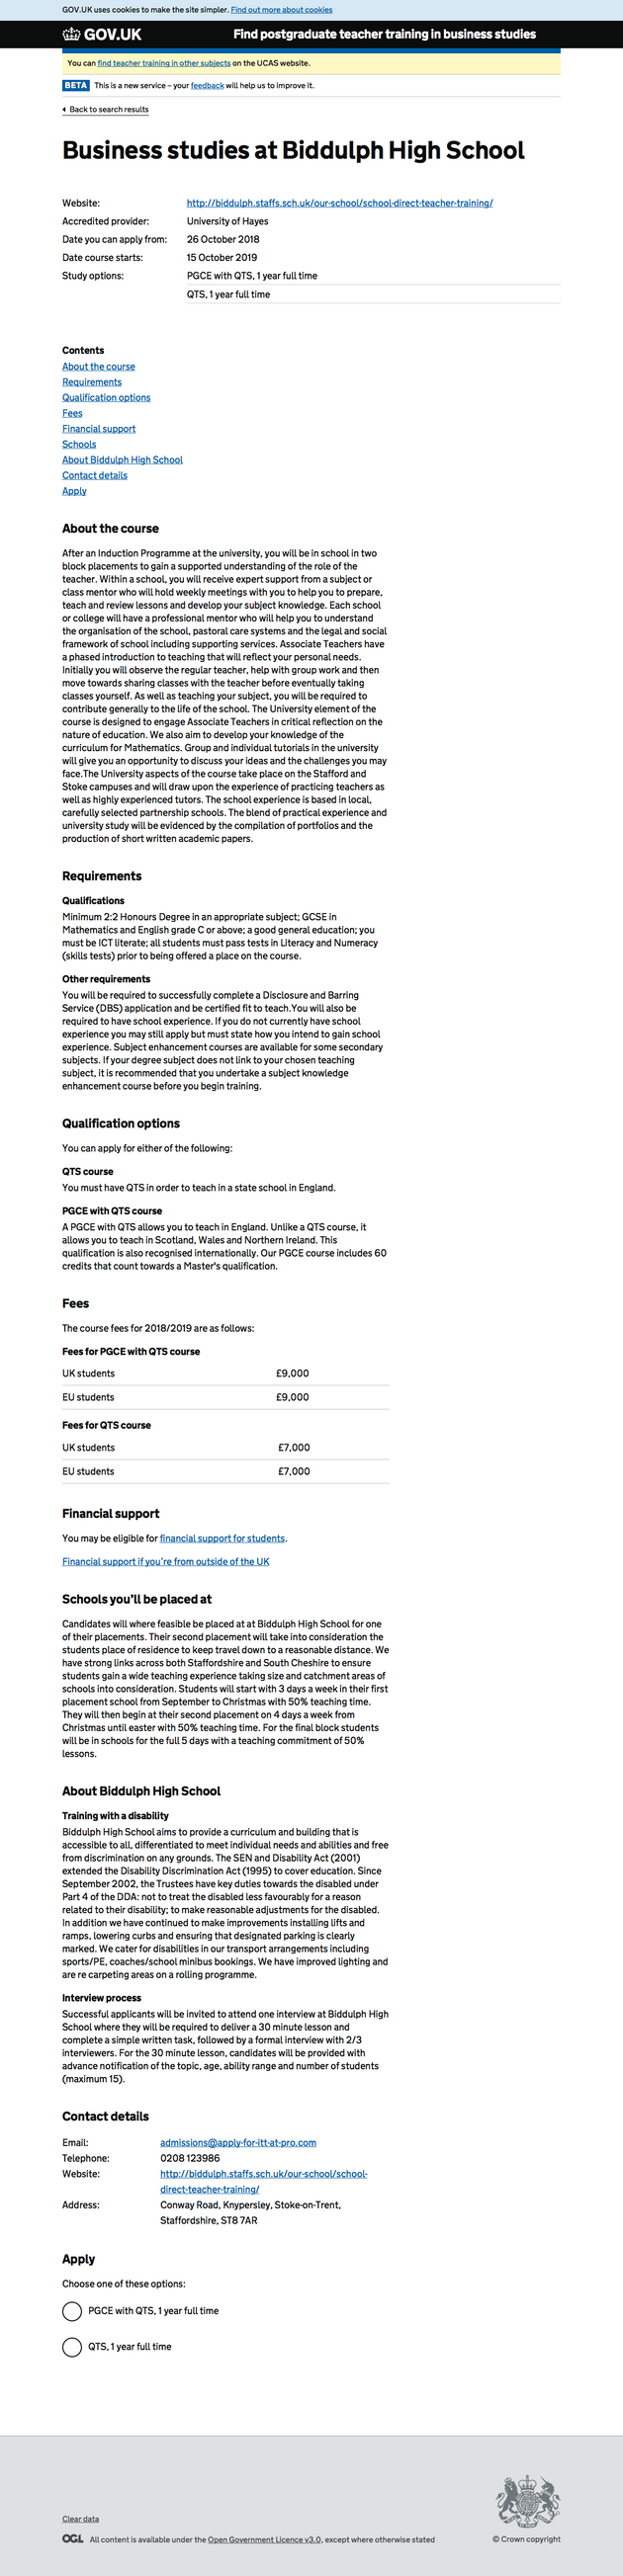 GOV.UK uses cookies to make the site simpler. Find out more about cookies
GOV.UK Find postgraduate teacher training in business studies
You can find teacher training in other subjects on the UCAS website.
BETA This is a new service – your feedback will help us to improve it.
Back to search results
Business studies at Biddulph High School
Website: http://biddulph.staffs.sch.uk/our-school/school-direct-teacher-training/
Accredited provider: University of Hayes
Date you can apply from: 26 October 2018
Date course starts: 15 October 2019
Study options: PGCE with QTS, 1 year full time
QTS, 1 year full time
Contents
About the course
Requirements
Qualification options
Fees
Financial support
Schools
About Biddulph High School
Contact details
Apply
About the course
After an Induction Programme at the university, you will be in school in two
block placements to gain a supported understanding of the role of the
teacher. Within a school, you will receive expert support from a subject or
class mentor who will hold weekly meetings with you to help you to prepare,
teach and review lessons and develop your subject knowledge. Each school
or college will have a professional mentor who will help you to understand
the organisation of the school, pastoral care systems and the legal and social
framework of school including supporting services. Associate Teachers have
a phased introduction to teaching that will reflect your personal needs.
Initially you will observe the regular teacher, help with group work and then
move towards sharing classes with the teacher before eventually taking
classes yourself. As well as teaching your subject, you will be required to
contribute generally to the life of the school. The University element of the
course is designed to engage Associate Teachers in critical reflection on the
nature of education. We also aim to develop your knowledge of the
curriculum for Mathematics. Group and individual tutorials in the university
will give you an opportunity to discuss your ideas and the challenges you may
face.The University aspects of the course take place on the Stafford and
Stoke campuses and will draw upon the experience of practicing teachers as
well as highly experienced tutors. The school experience is based in local,
carefully selected partnership schools. The blend of practical experience and
university study will be evidenced by the compilation of portfolios and the
production of short written academic papers.
Requirements
Qualifications
Minimum 2:2 Honours Degree in an appropriate subject; GCSE in
Mathematics and English grade C or above; a good general education; you
must be ICT literate; all students must pass tests in Literacy and Numeracy
(skills tests) prior to being offered a place on the course.
Other requirements
You will be required to successfully complete a Disclosure and Barring
Service (DBS) application and be certified fit to teach.You will also be
required to have school experience. If you do not currently have school
experience you may still apply but must state how you intend to gain school
experience. Subject enhancement courses are available for some secondary
subjects. If your degree subject does not link to your chosen teaching
subject, it is recommended that you undertake a subject knowledge
enhancement course before you begin training.
Qualification options
You can apply for either of the following:
QTS course
You must have QTS in order to teach in a state school in England.
PGCE with QTS course
A PGCE with QTS allows you to teach in England. Unlike a QTS course, it
allows you to teach in Scotland, Wales and Northern Ireland. This
qualification is also recognised internationally. Our PGCE course includes 60
credits that count towards a Master's qualification.
Fees
The course fees for 2018/2019 are as follows:
Fees for PGCE with QTS course
UK students £9,000
EU students £9,000
Fees for QTS course
UK students £7,000
EU students £7,000
Financial support
You may be eligible for financial support for students.
Financial support if you're from outside of the UK
Schools you'll be placed at
Candidates will where feasible be placed at at Biddulph High School for one
of their placements. Their second placement will take into consideration the
students place of residence to keep travel down to a reasonable distance. We
have strong links across both Staffordshire and South Cheshire to ensure
students gain a wide teaching experience taking size and catchment areas of
schools into consideration. Students will start with 3 days a week in their first
placement school from September to Christmas with 50% teaching time.
They will then begin at their second placement on 4 days a week from
Christmas until easter with 50% teaching time. For the final block students
will be in schools for the full 5 days with a teaching commitment of 50%
lessons.
About Biddulph High School
Training with a disability
Biddulph High School aims to provide a curriculum and building that is
accessible to all, differentiated to meet individual needs and abilities and free
from discrimination on any grounds. The SEN and Disability Act (2001)
extended the Disability Discrimination Act (1995) to cover education. Since
September 2002, the Trustees have key duties towards the disabled under
Part 4 of the DDA: not to treat the disabled less favourably for a reason
related to their disability; to make reasonable adjustments for the disabled.
In addition we have continued to make improvements installing lifts and
ramps, lowering curbs and ensuring that designated parking is clearly
marked. We cater for disabilities in our transport arrangements including
sports/PE, coaches/school minibus bookings. We have improved lighting and
are re carpeting areas on a rolling programme.
Interview process
Successful applicants will be invited to attend one interview at Biddulph High
School where they will be required to deliver a 30 minute lesson and
complete a simple written task, followed by a formal interview with 2/3
interviewers. For the 30 minute lesson, candidates will be provided with
advance notification of the topic, age, ability range and number of students
(maximum 15).
Contact details
Email: admissions@apply-for-itt-at-pro.com
Telephone: 0208 123986
Website: http://biddulph.staffs.sch.uk/our-school/school-
direct-teacher-training/
Address: Conway Road, Knypersley, Stoke-on-Trent,
Staffordshire, ST8 7AR
Apply
Choose one of these options:
PGCE with QTS, 1 year full time
QTS, 1 year full time
Clear data
OGL All content is available under the Open Government Licence v3.0, except where otherwise stated
© Crown copyright